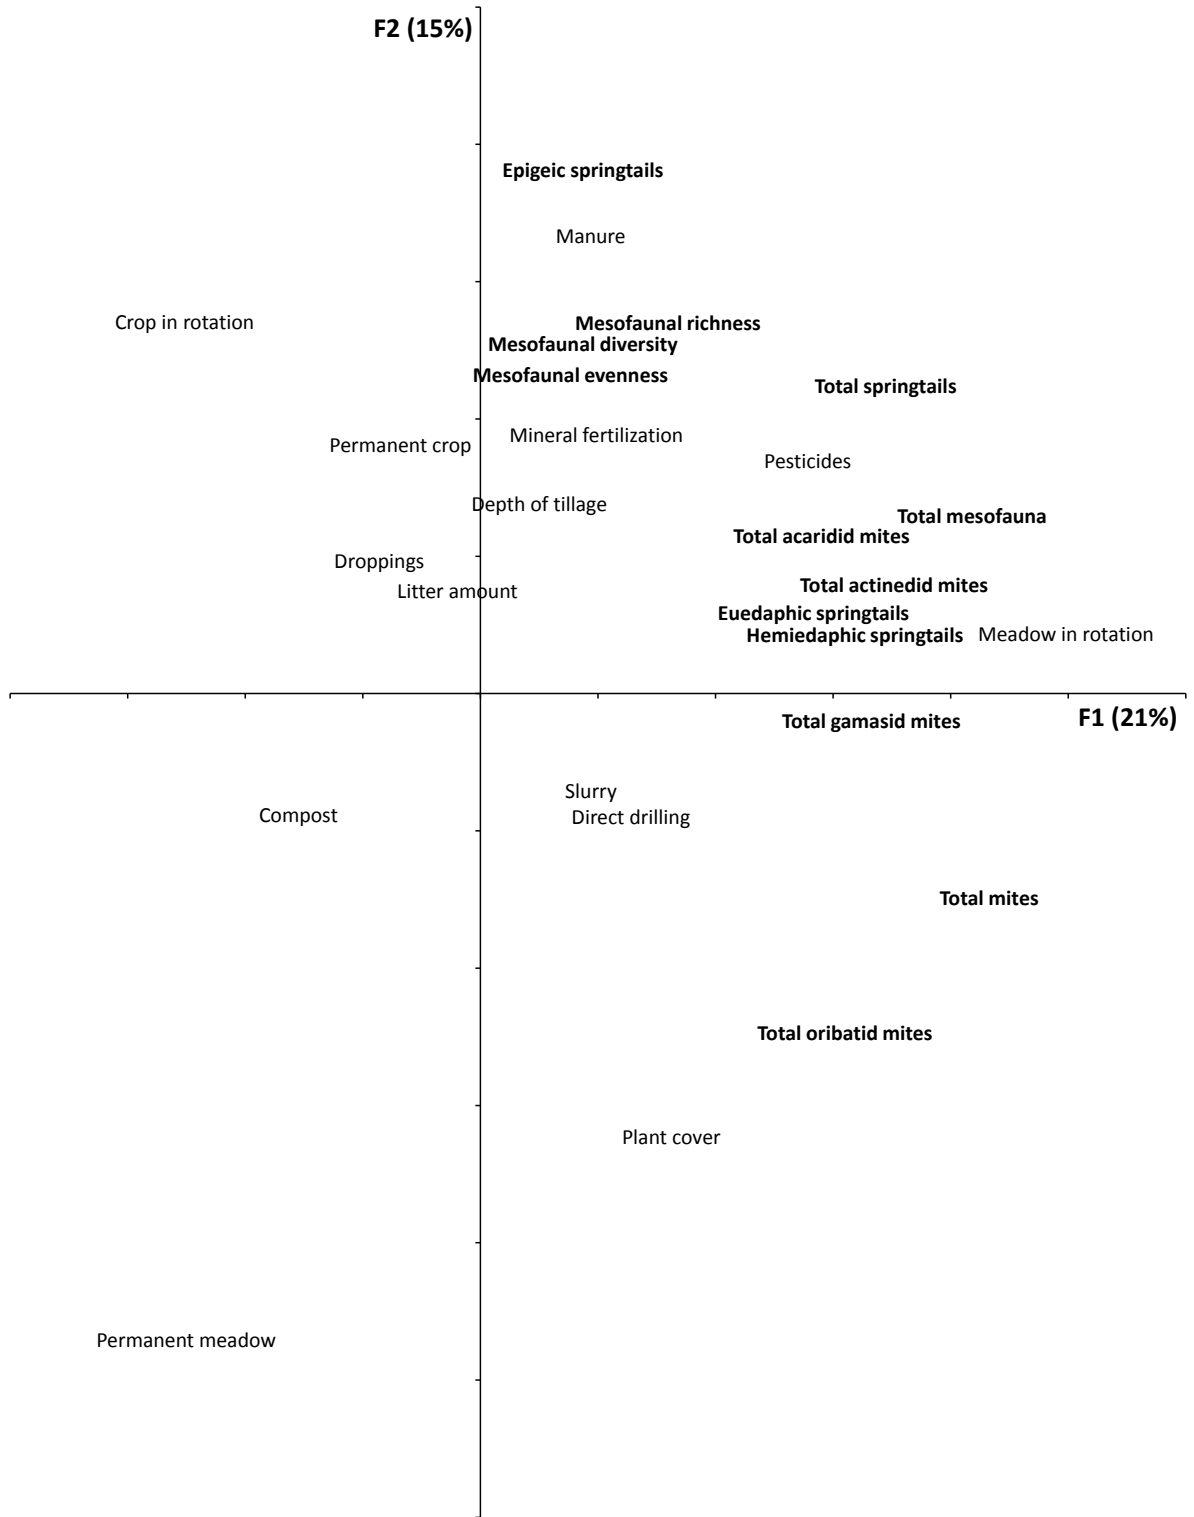 F2 (15%)
Epigeic springtails
Manure
Crop in rotation
Mesofaunal richness
Mesofaunal diversity
Mesofaunal evenness
Total springtails
Mineral fertilization
Permanent crop
Pesticides
Depth of tillage
Total mesofauna
Total acaridid mites
Droppings
Total actinedid mites
Litter amount
Euedaphic springtails
Hemiedaphic springtails
Meadow in rotation
F1 (21%)
Total gamasid mites
Slurry
Compost
Direct drilling
Total mites
Total oribatid mites
Plant cover
Permanent meadow